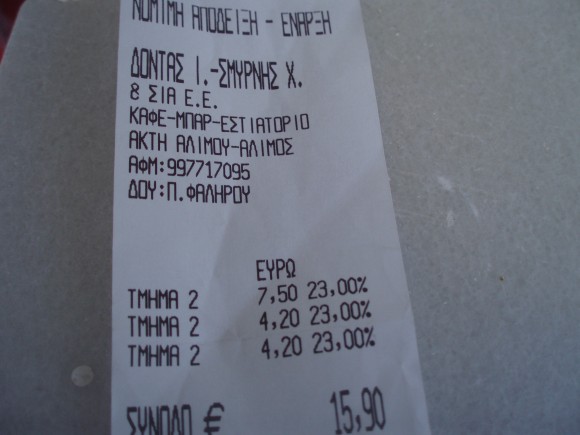 ΝΟΜΙΜΗ ΑΠΟΔΕΙΞΗ - ΕΝΑΡΞΗ
ΔΟΝΤΑΣ Ι.-ΣΜΥΡΝΗΣ Χ.
& ΣΙΑ Ε.Ε.
ΚΑΦΕ-ΜΠΑΡ-ΕΣΤΙΑΤΟΡΙΟ
ΑΚΤΗ ΑΛΙΜΟΥ-ΑΛΙΜΟΣ
ΑΦΜ:997717095
ΔΟΥ:Π.ΦΑΛΗΡΟΥ
ΕΥΡΩ
ΤΜΗΜΑ 2 7,50 23,00%
ΤΜΗΜΑ 2 4,20 23,00%
ΤΜΗΜΑ 2 4,20 23,00%
ΣΥΝΟΛΟ € 15,90